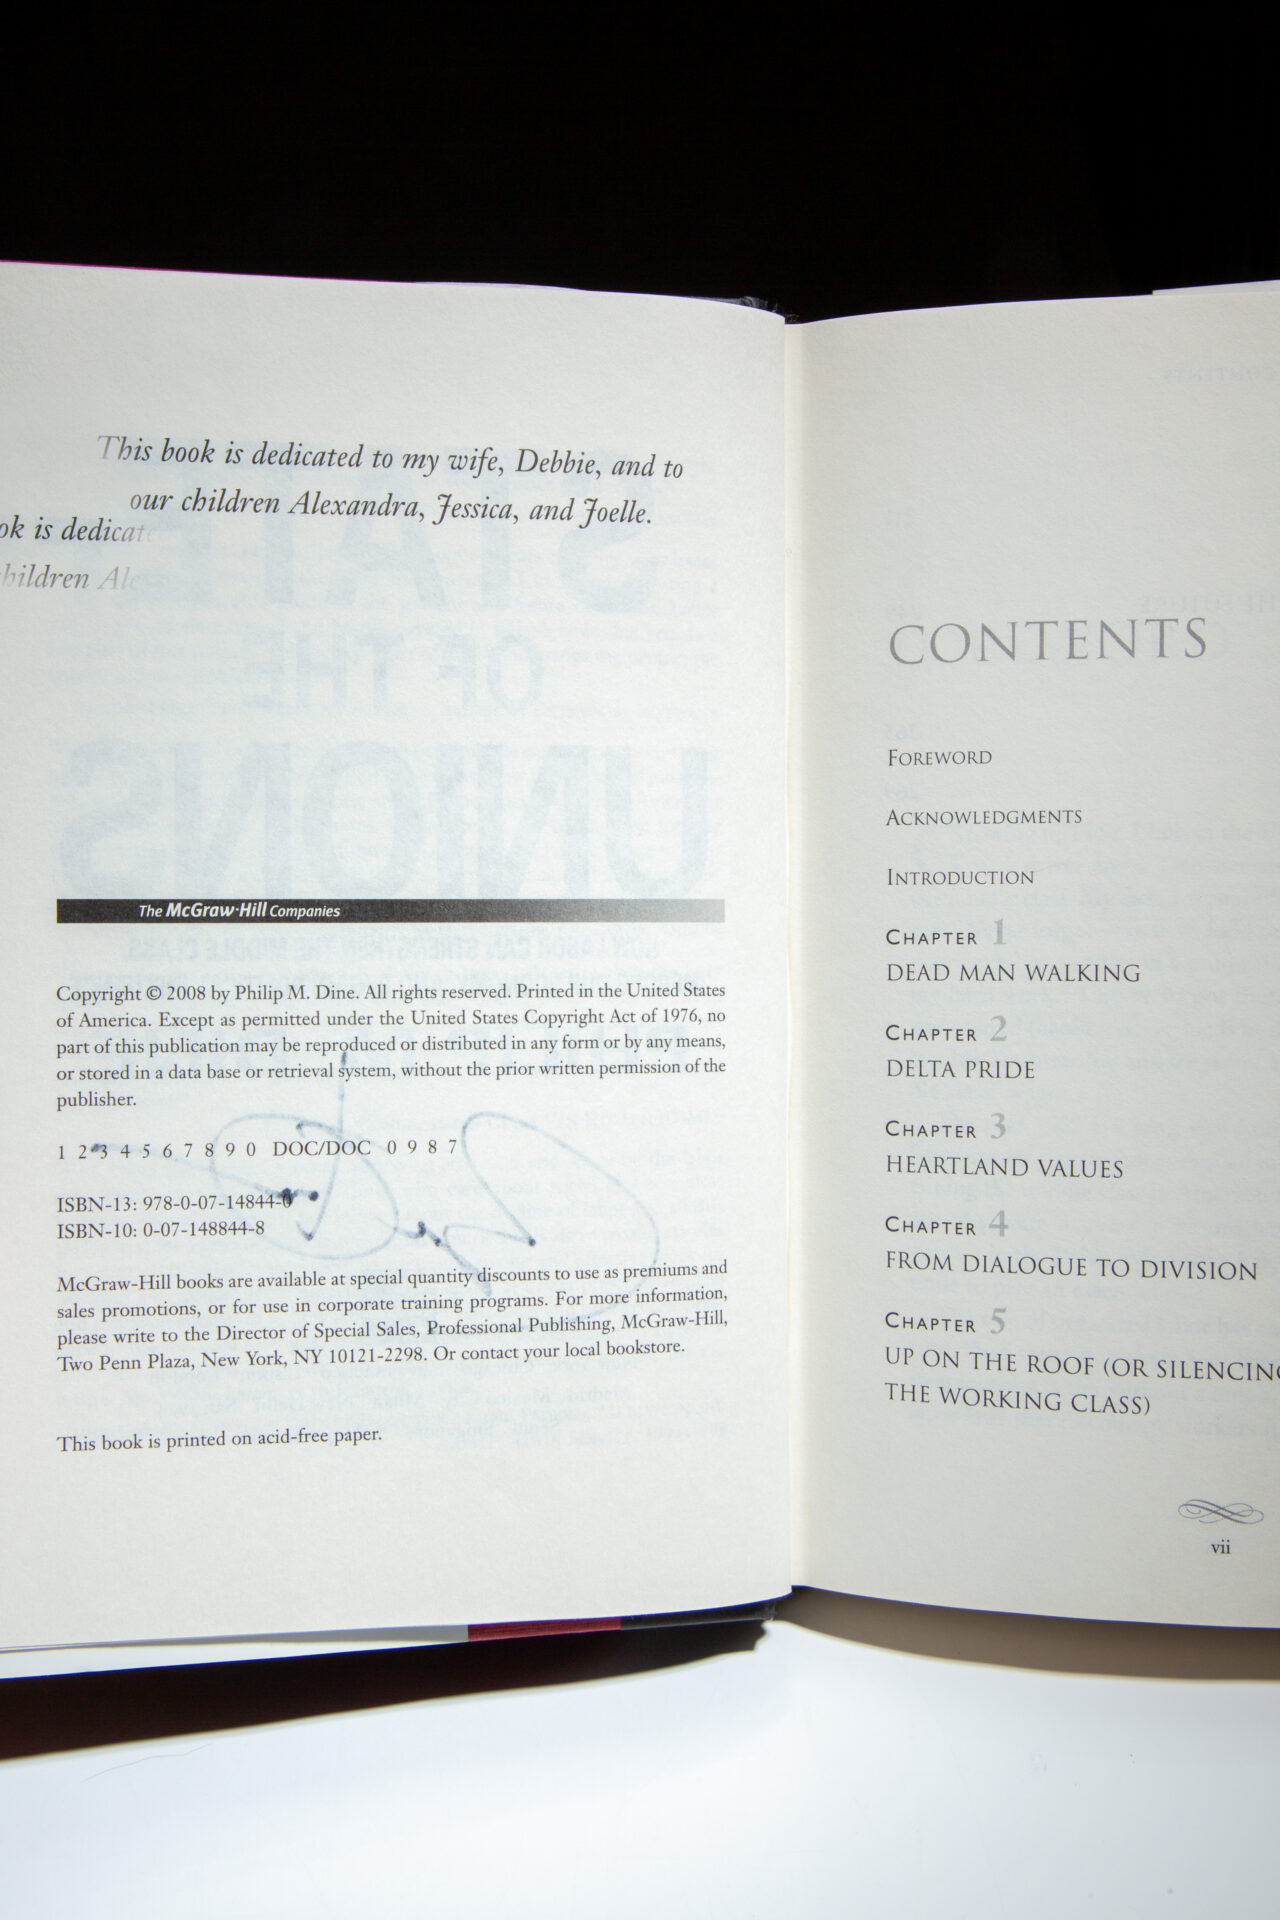 This book is dedicated to my wife, Debbie, and to
our children Alexandra, Jessica, and Joelle.
ok is dedicat
children Ale
The McGraw·Hill Companies
Copyright © 2008 by Philip M. Dine. All rights reserved. Printed in the United States
of America. Except as permitted under the United States Copyright Act of 1976, no
part of this publication may be reproduced or distributed in any form or by any means,
or stored in a data base or retrieval system, without the prior written permission of the
publisher.
1 2 3 4 5 6 7 8 9 0 DOC/DOC 0 9 8 7
ISBN-13: 978-0-07-14844-0
ISBN-10: 0-07-148844-8
McGraw-Hill books are available at special quantity discounts to use as premiums and
sales promotions, or for use in corporate training programs. For more information,
please write to the Director of Special Sales, Professional Publishing, McGraw-Hill,
Two Penn Plaza, New York, NY 10121-2298. Or contact your local bookstore.
This book is printed on acid-free paper.
CONTENTS
FOREWORD
ACKNOWLEDGMENTS
INTRODUCTION
CHAPTER 1
DEAD MAN WALKING
CHAPTER 2
DELTA PRIDE
CHAPTER 3
HEARTLAND VALUES
CHAPTER 4
FROM DIALOGUE TO DIVISION
CHAPTER 5
UP ON THE ROOF (OR SILENCING
THE WORKING CLASS)
vii